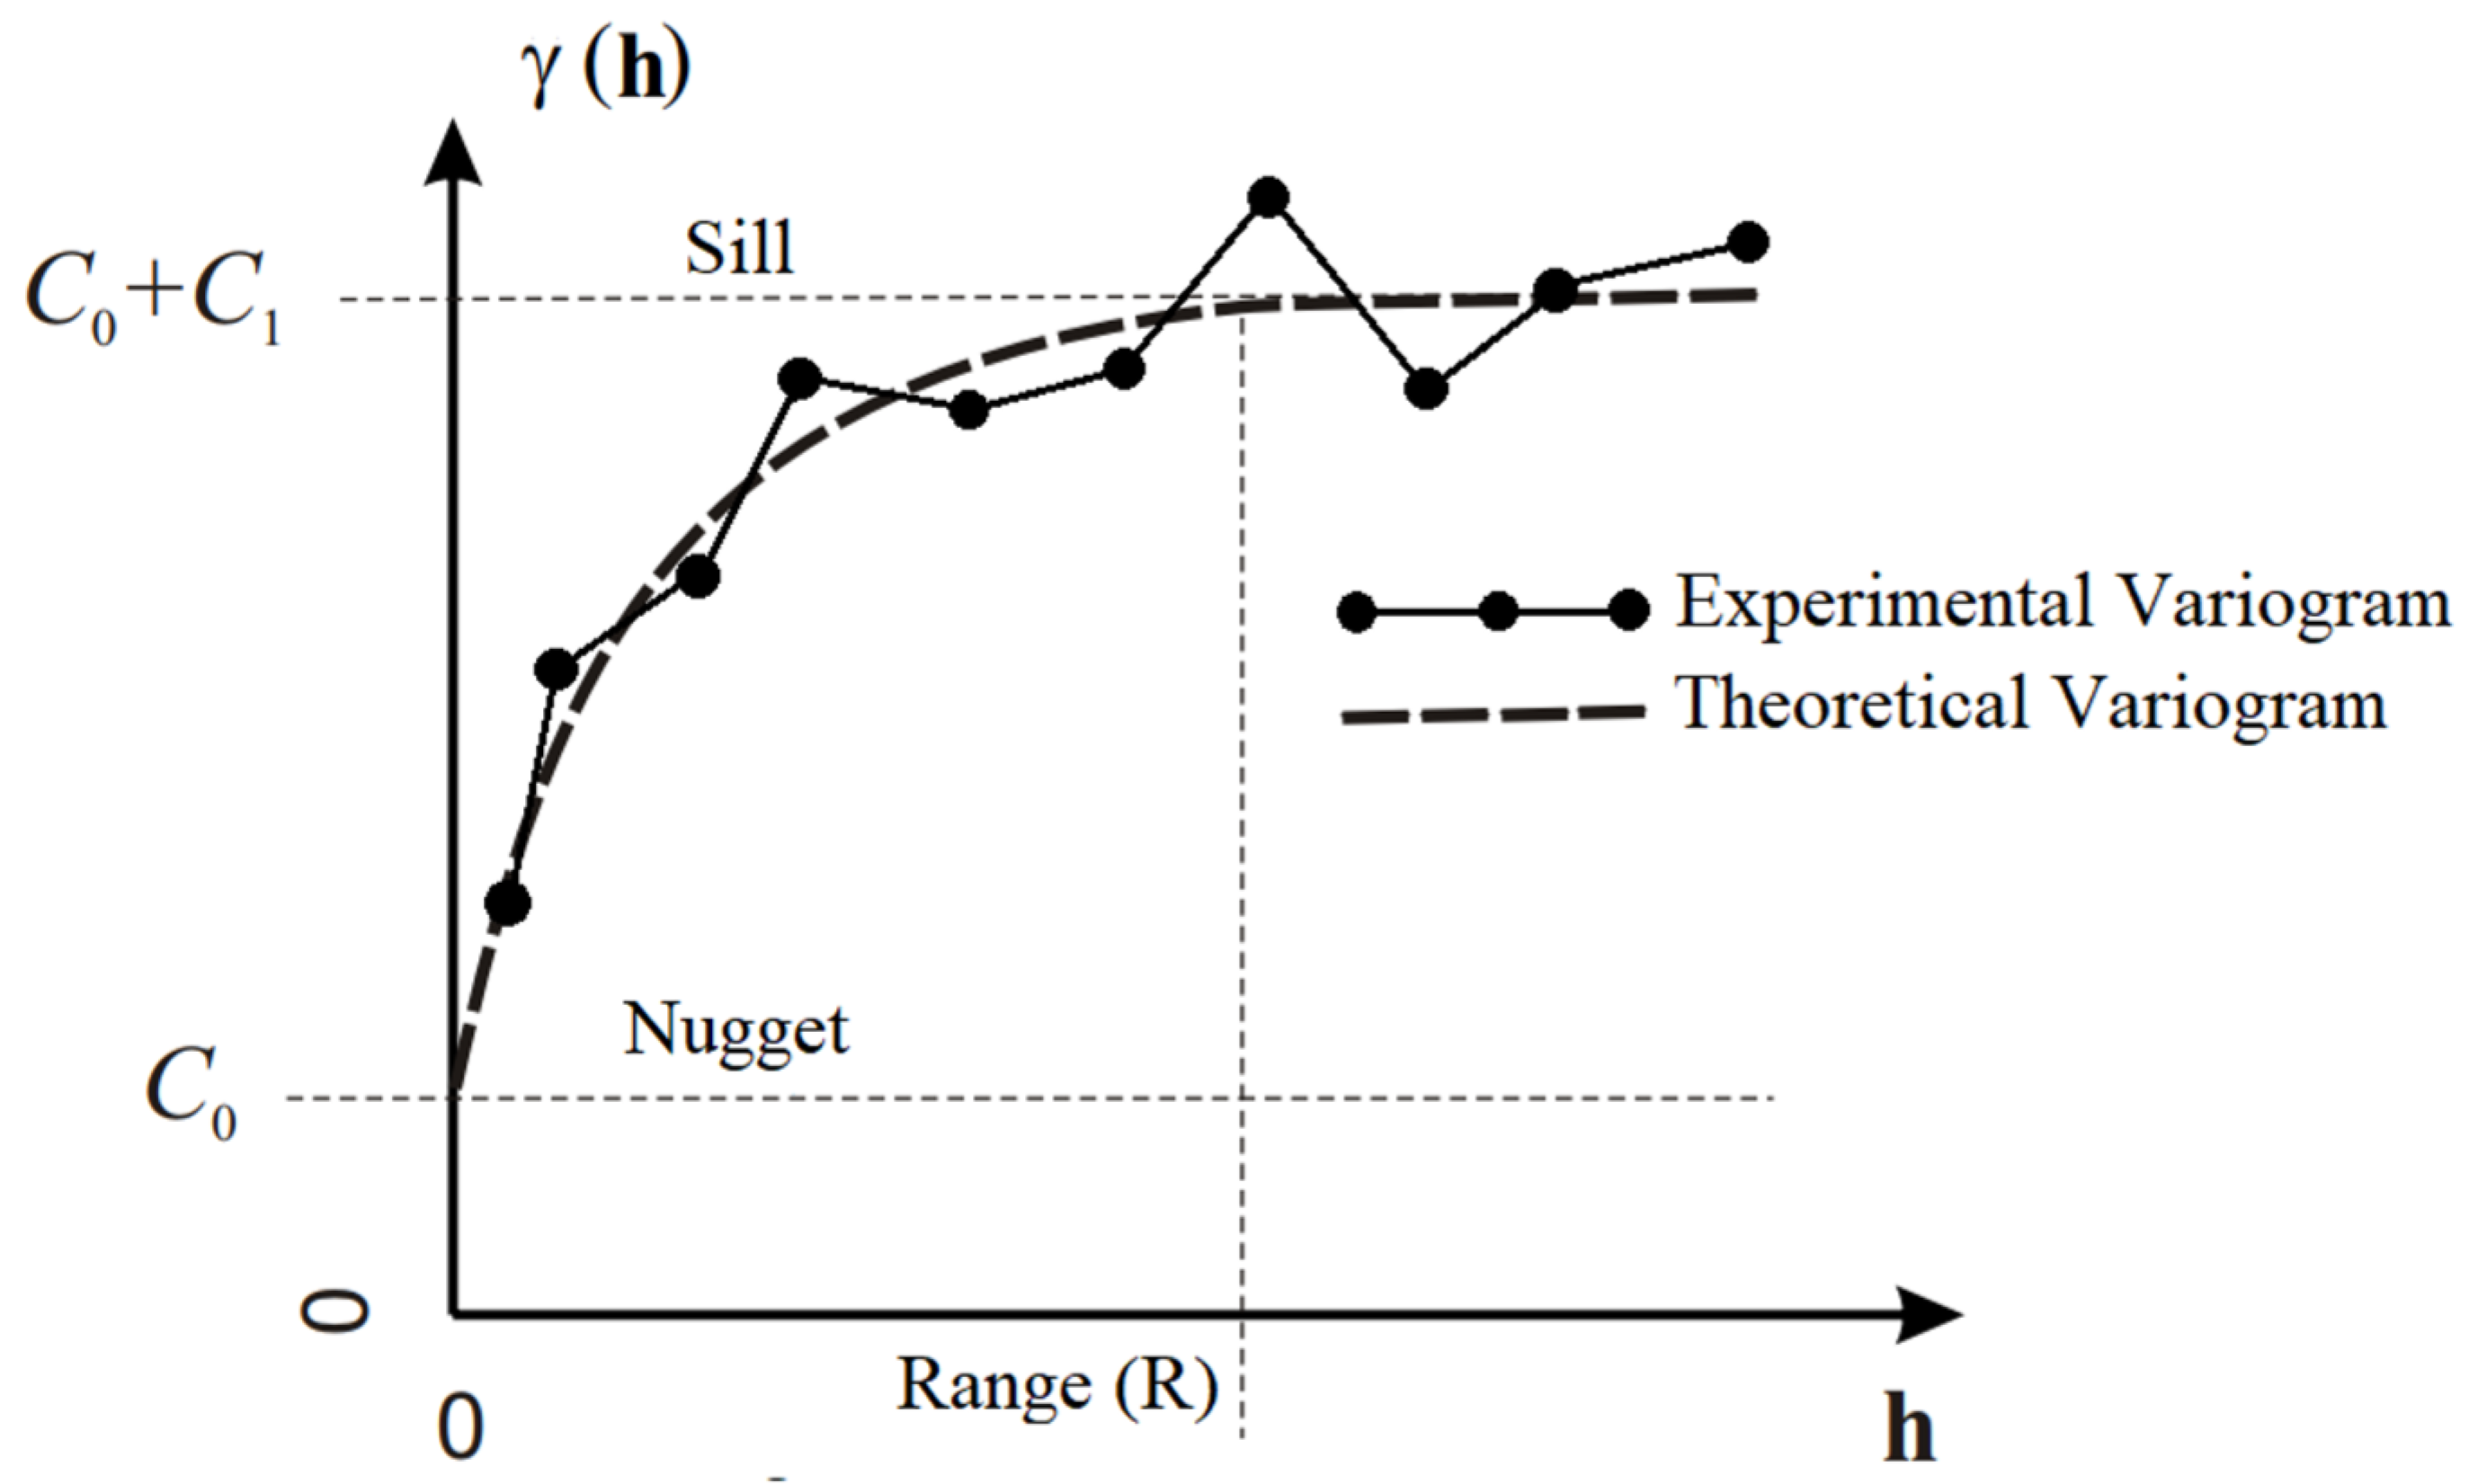 γ (h)
Sill
C₀+C₁
Experimental Variogram
Theoretical Variogram
Nugget
C₀
0
Range (R)
0
h